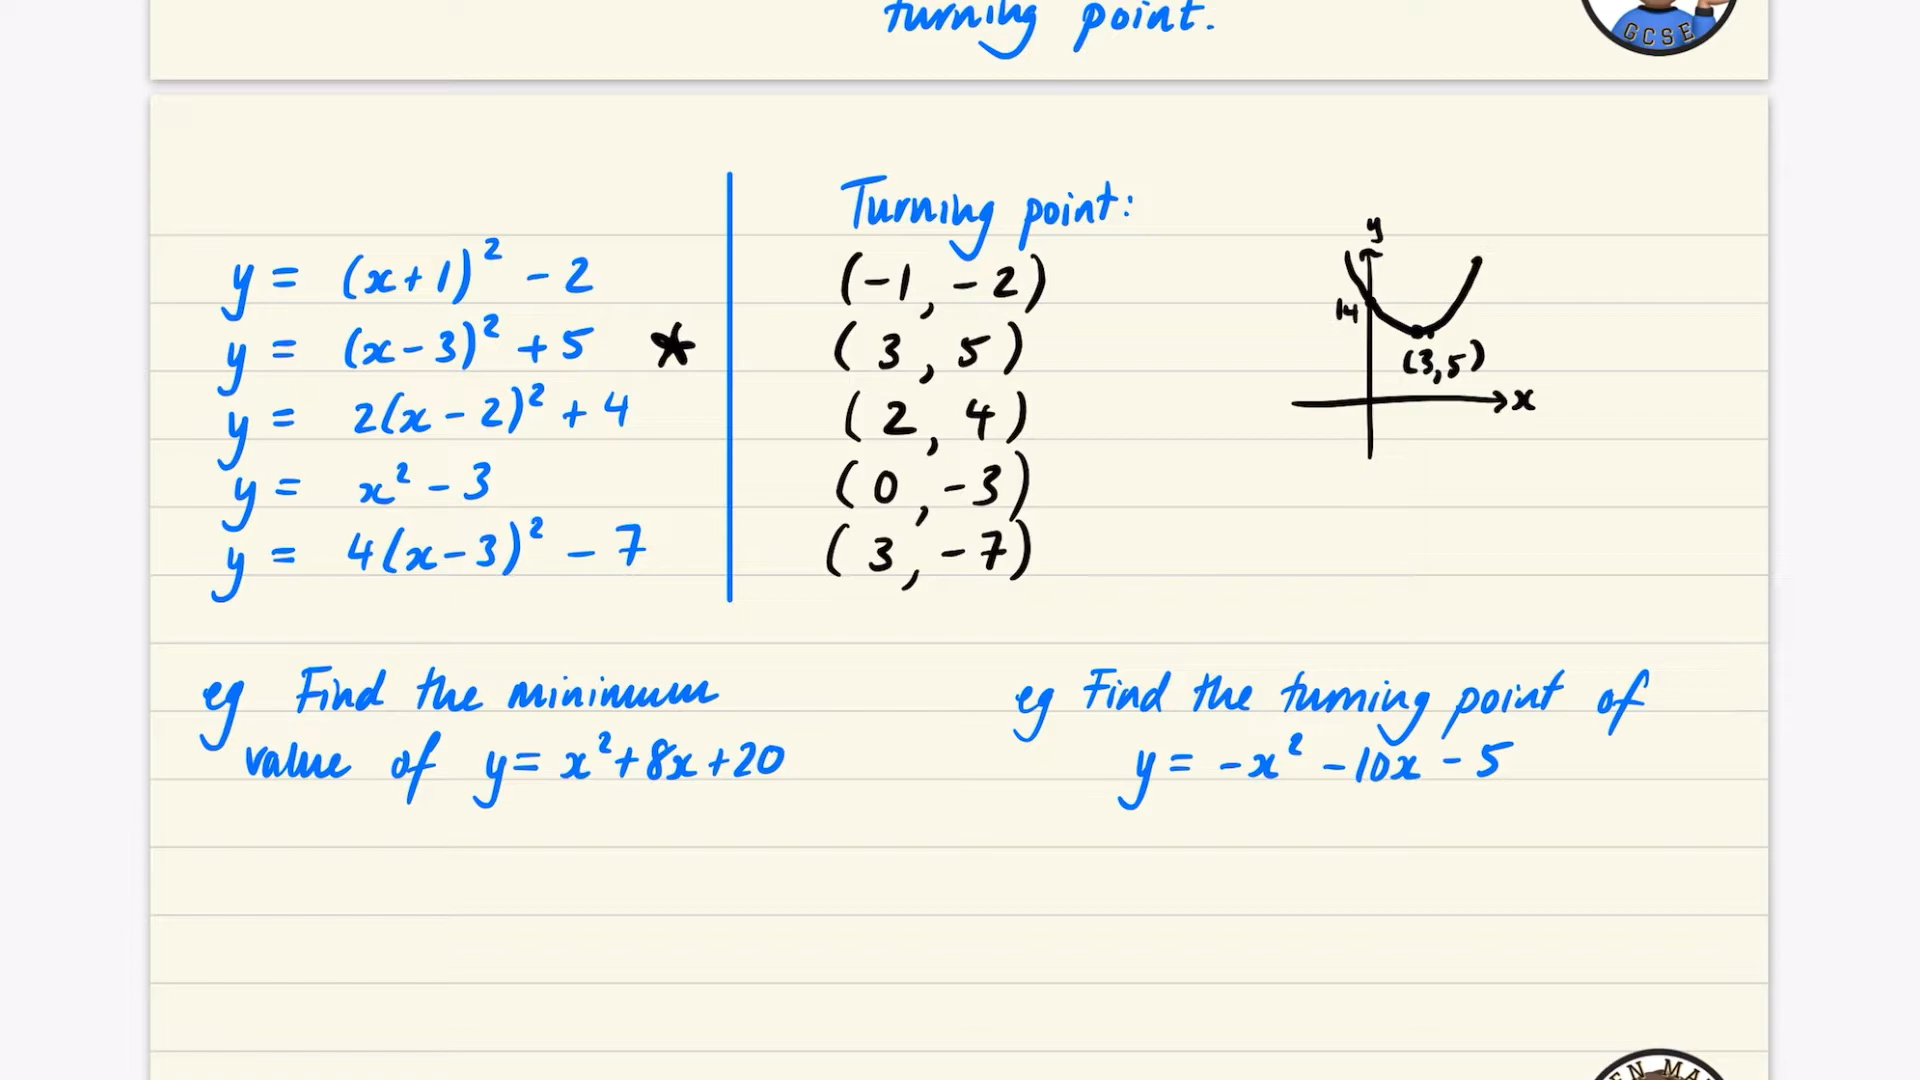 turning point.
GCSE
Turning point:
y = (x+1)² - 2
(-1, -2)
y = (x-3)² + 5 *
(3, 5)
y = 2(x-2)² + 4
(2, 4)
y = x² - 3
(0, -3)
y = 4(x-3)² - 7
(3, -7)
y
14
(3,5)
x
eg Find the minimum
value of y = x²+8x+20
eg Find the turning point of
y = -x² - 10x - 5